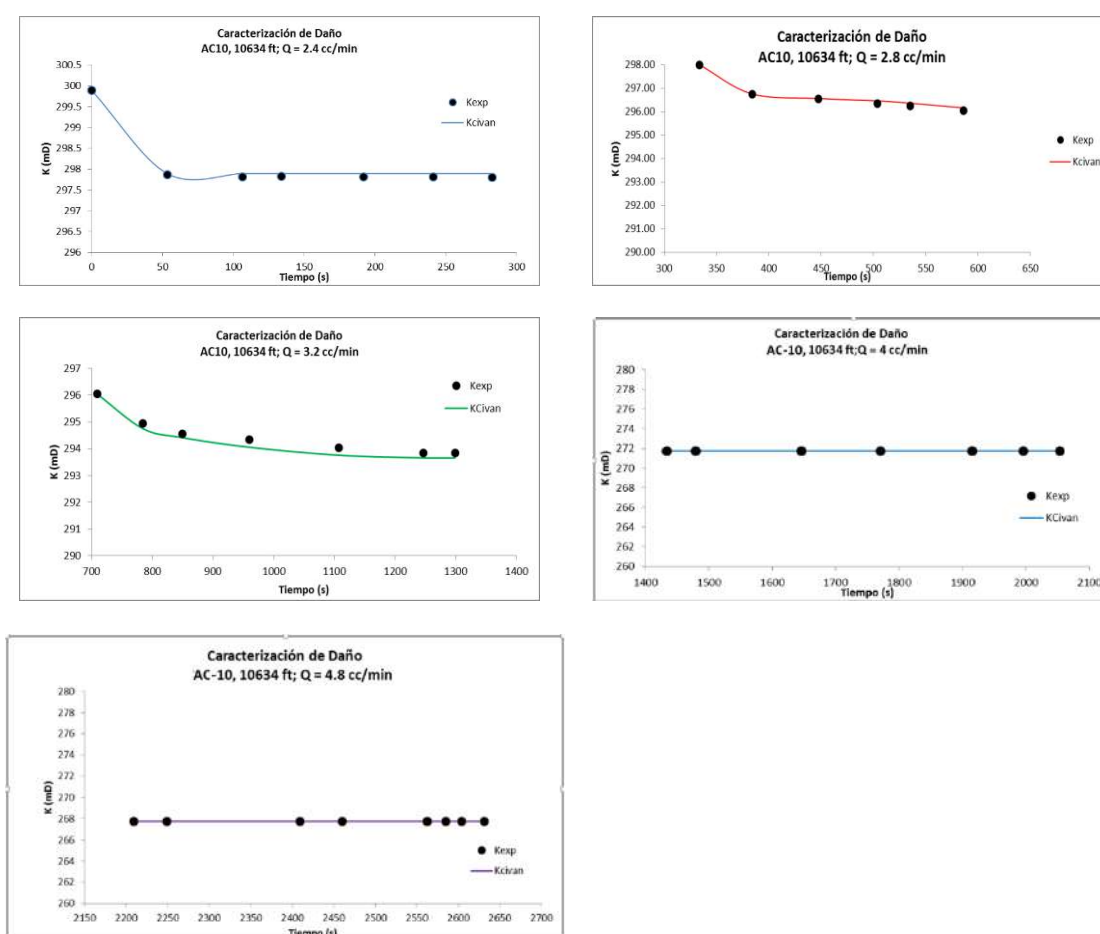 Caracterización de Daño
AC10, 10634 ft; Q = 2.4 cc/min
300.5
300
299.5
299
298.5
298
297.5
297
296.5
296
K (mD)
Kexp
Kcivan
0 50 100 150 200 250 300
Tiempo (s)
Caracterización de Daño
AC10, 10634 ft; Q = 2.8 cc/min
298.00
297.00
296.00
295.00
294.00
293.00
292.00
291.00
290.00
K (mD)
Kexp
Kcivan
300 350 400 450 500 550 600 650
Tiempo (s)
Caracterización de Daño
AC10, 10634 ft; Q = 3.2 cc/min
297
296
295
294
293
292
291
290
K (mD)
Kexp
KCivan
700 800 900 1000 1100 1200 1300 1400
Tiempo (s)
Caracterización de Daño
AC-10, 10634 ft;Q = 4 cc/min
280
278
276
274
272
270
268
266
264
262
260
K (mD)
Kexp
KCivan
1400 1500 1600 1700 1800 1900 2000 2100
Tiempo (s)
Caracterización de Daño
AC-10, 10634 ft; Q = 4.8 cc/min
280
278
276
274
272
270
268
266
264
262
260
K (mD)
Kexp
Kcivan
2150 2200 2250 2300 2350 2400 2450 2500 2550 2600 2650 2700
Tiempo (s)